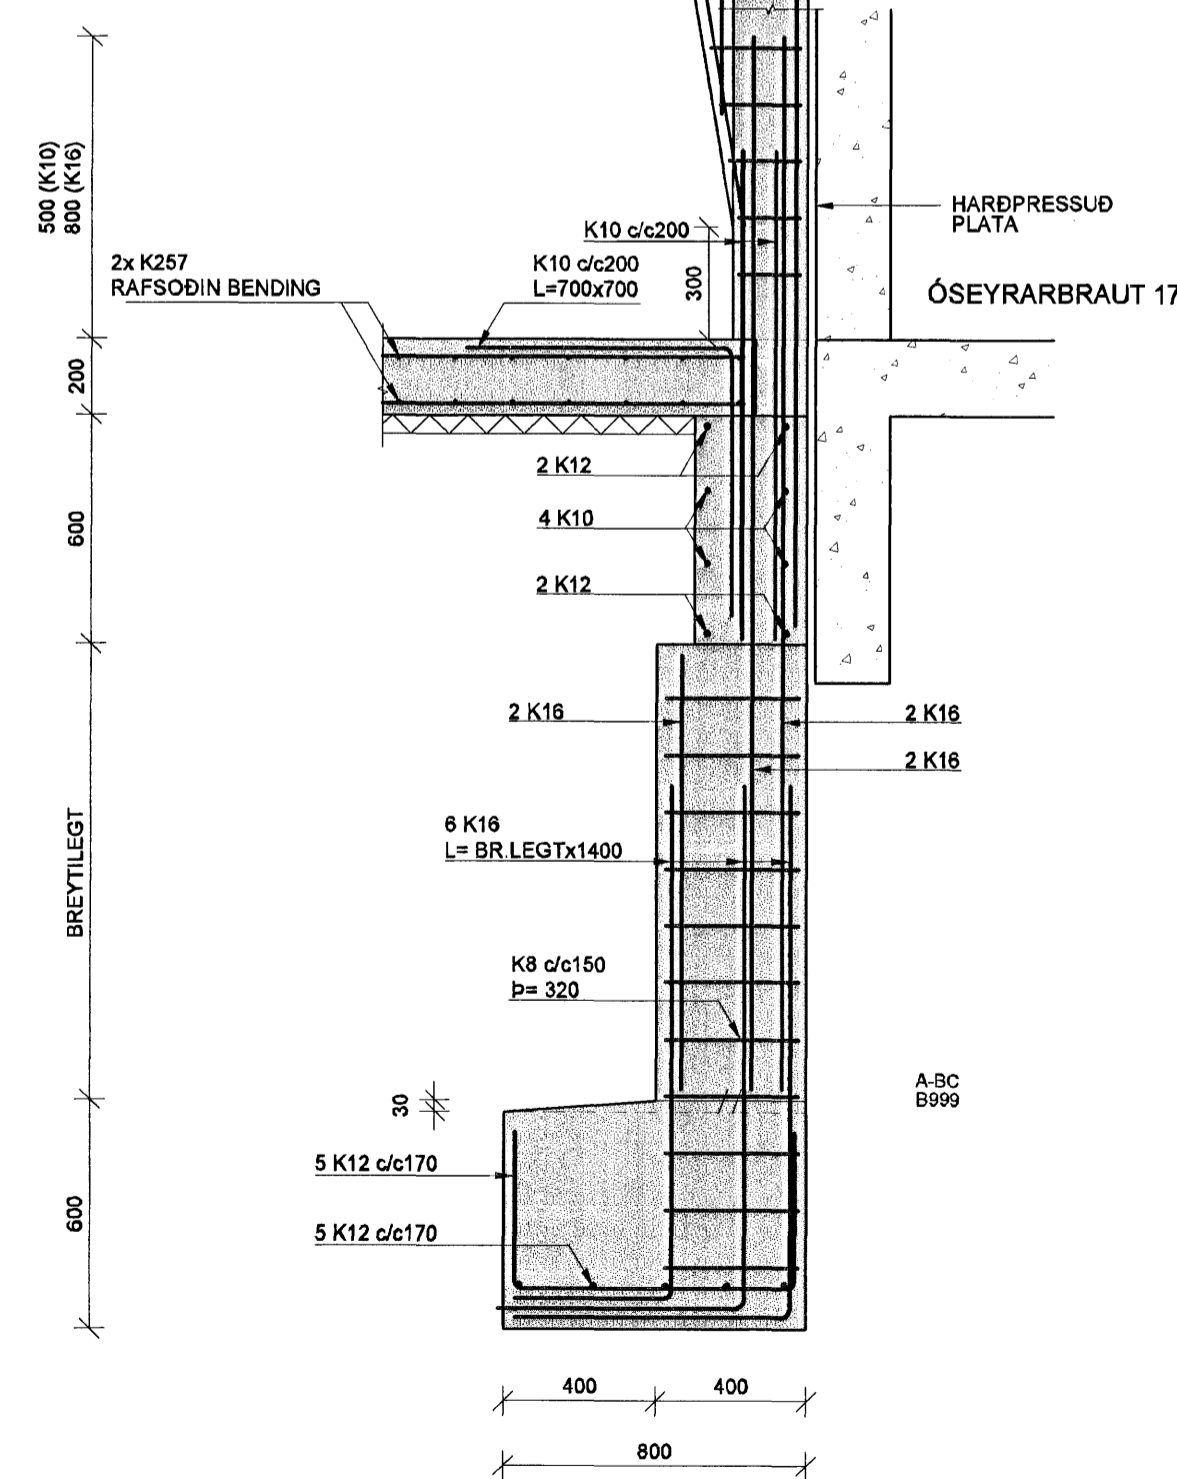 500 (K10)
800 (K16)
K10 c/c200
HARÐPRESSUÐ
PLATA
2x K257
RAFSOÐIN BENDING
K10 c/c200
L=700x700
300
ÓSEYRARBRAUT 17
200
2 K12
600
4 K10
2 K12
2 K16
2 K16
2 K16
BREYTILEGT
6 K16
L= BR.LEGTx1400
K8 c/c150
Þ= 320
A-BC
B999
30
5 K12 c/c170
600
5 K12 c/c170
400
400
800